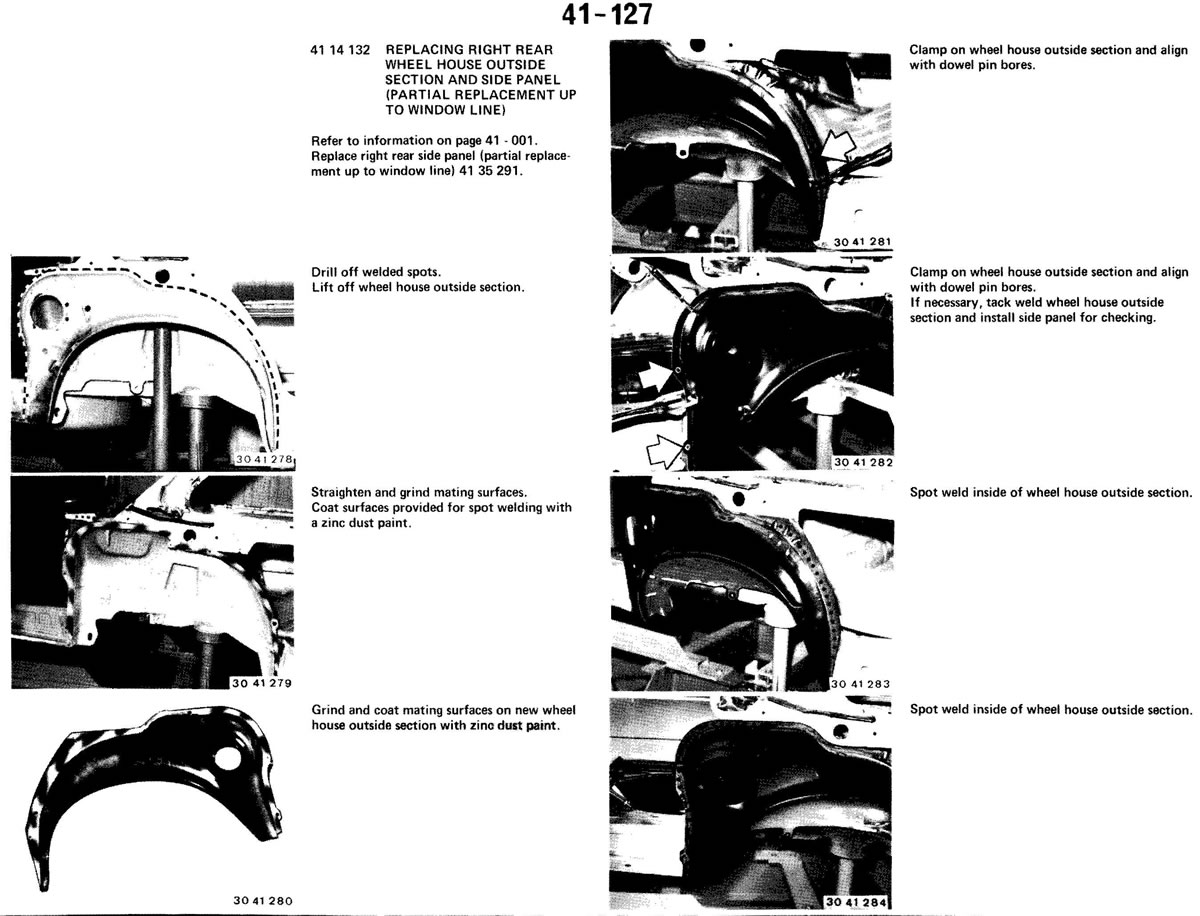 41-127
41 14 132 REPLACING RIGHT REAR
WHEEL HOUSE OUTSIDE
SECTION AND SIDE PANEL
(PARTIAL REPLACEMENT UP
TO WINDOW LINE)
Refer to information on page 41 - 001.
Replace right rear side panel (partial replace-
ment up to window line) 41 35 291.
30 41 278
Drill off welded spots.
Lift off wheel house outside section.
30 41 279
Straighten and grind mating surfaces.
Coat surfaces provided for spot welding with
a zinc dust paint.
30 41 280
Grind and coat mating surfaces on new wheel
house outside section with zinc dust paint.
30 41 281
Clamp on wheel house outside section and align
with dowel pin bores.
30 41 282
Clamp on wheel house outside section and align
with dowel pin bores.
If necessary, tack weld wheel house outside
section and install side panel for checking.
30 41 283
Spot weld inside of wheel house outside section.
30 41 284
Spot weld inside of wheel house outside section.